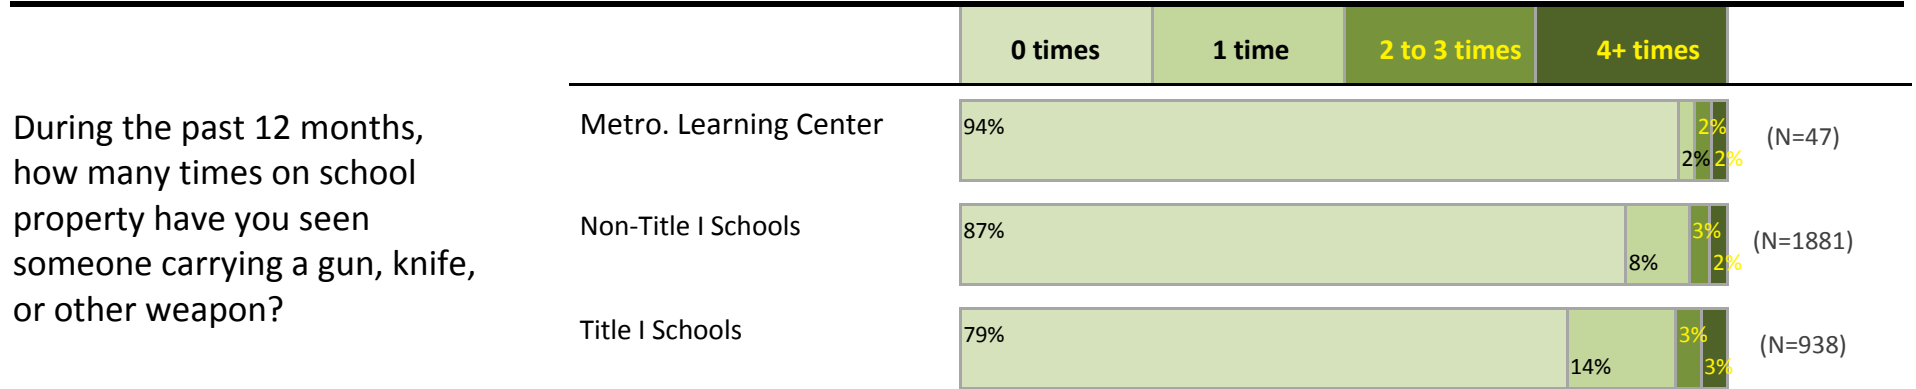 0 times 1 time 2 to 3 times 4+ times
During the past 12 months,
how many times on school
property have you seen
someone carrying a gun, knife,
or other weapon?
Metro. Learning Center 94% 2% 2% 2% (N=47)
Non-Title I Schools 87% 8% 3% 2% (N=1881)
Title I Schools 79% 14% 3% 3% (N=938)